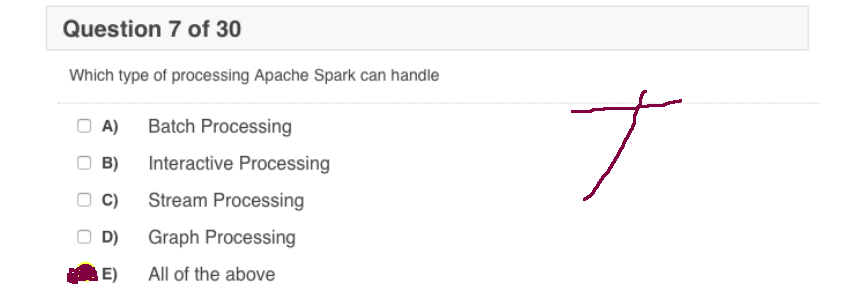 Question 7 of 30
Which type of processing Apache Spark can handle
A) Batch Processing
B) Interactive Processing
C) Stream Processing
D) Graph Processing
E) All of the above